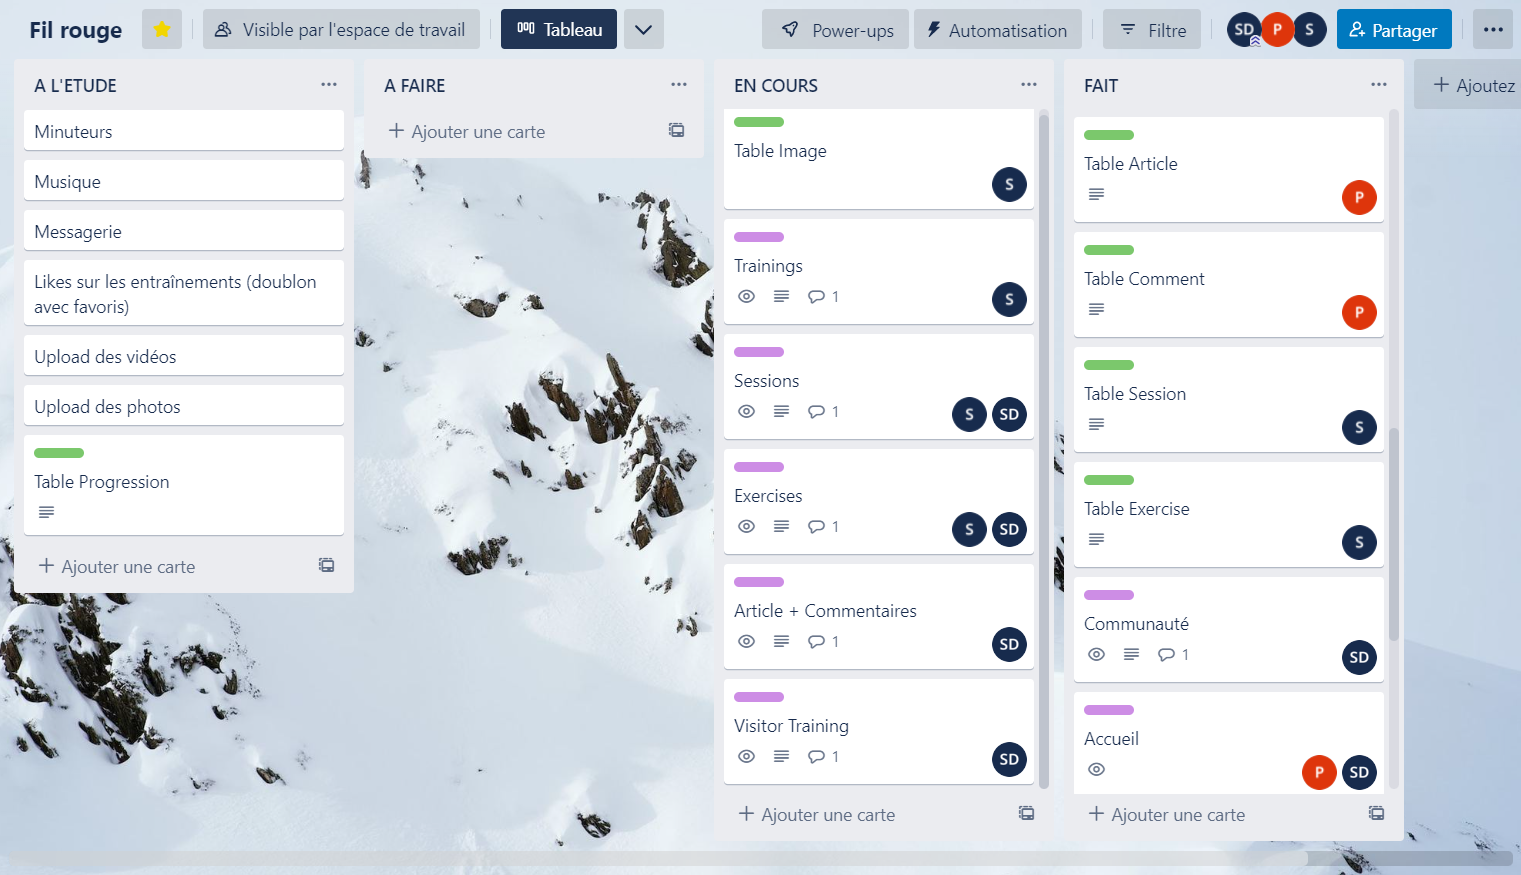 Fil rouge
Visible par l'espace de travail
Tableau
Power-ups
Automatisation
Filtre
SD
P
S
Partager
A L'ETUDE
Minuteurs
Musique
Messagerie
Likes sur les entraînements (doublon
avec favoris)
Upload des vidéos
Upload des photos
Table Progression
+ Ajouter une carte
A FAIRE
+ Ajouter une carte
EN COURS
Table Image
S
Trainings
1
S
Sessions
1
S
SD
Exercises
1
S
SD
Article + Commentaires
1
SD
Visitor Training
1
SD
+ Ajouter une carte
FAIT
Table Article
P
Table Comment
P
Table Session
S
Table Exercise
S
Communauté
1
SD
Accueil
P
SD
+ Ajouter une carte
+ Ajoutez